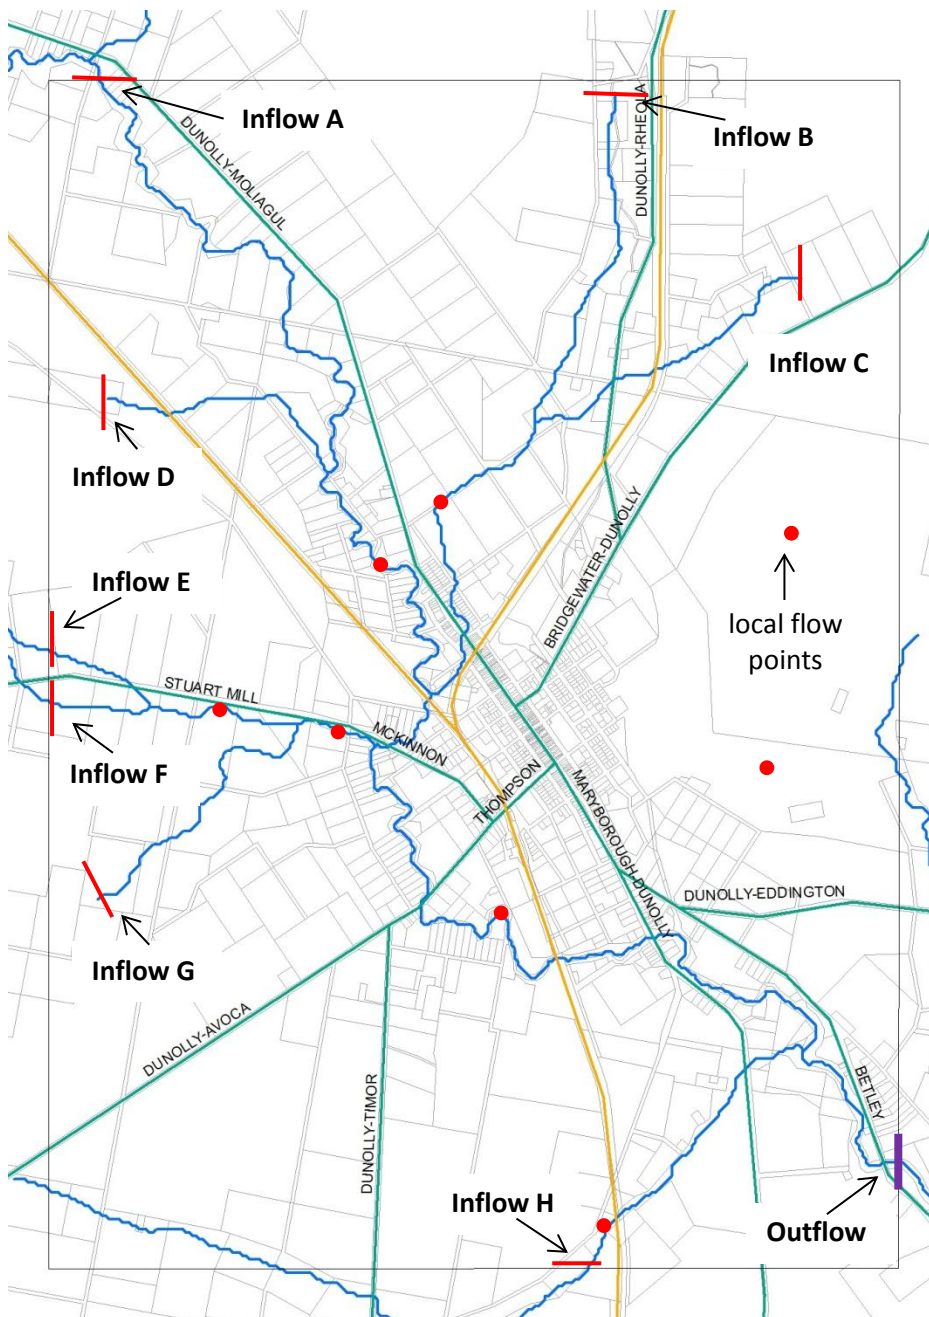 Inflow A
Inflow B
DUNOLLY-MOLIAGUL
DUNOLLY-RHEOLA
Inflow C
Inflow D
BRIDGEWATER-DUNOLLY
Inflow E
local flow
points
STUART MILL
MCKINNON
Inflow F
THOMPSON
MARYBOROUGH-DUNOLLY
DUNOLLY-EDDINGTON
Inflow G
DUNOLLY-AVOCA
DUNOLLY-TIMOR
BETLEY
Inflow H
Outflow